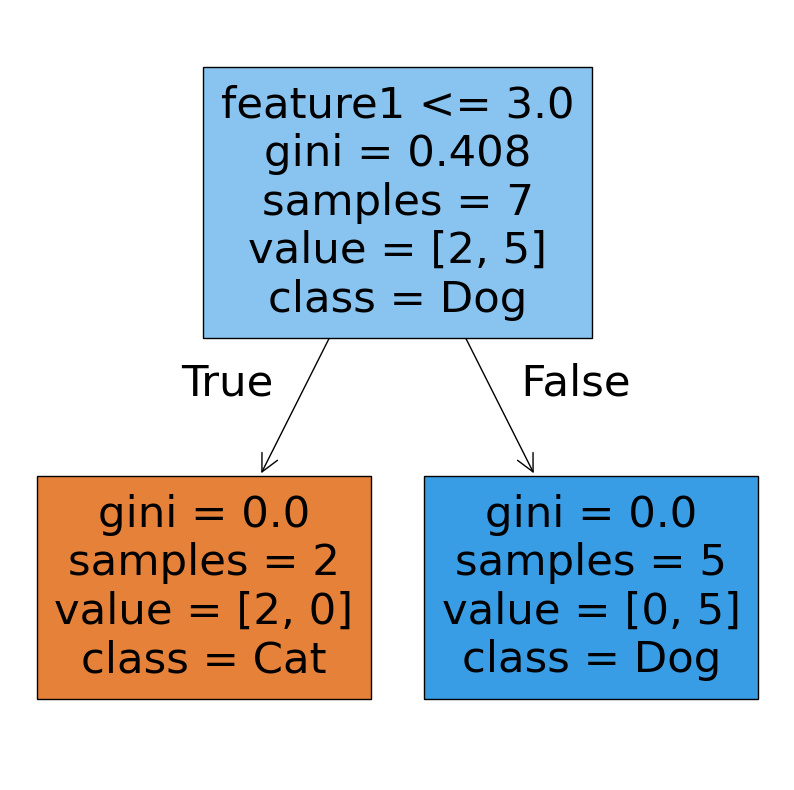 feature1 <= 3.0
gini = 0.408
samples = 7
value = [2, 5]
class = Dog
True
False
gini = 0.0
samples = 2
value = [2, 0]
class = Cat
gini = 0.0
samples = 5
value = [0, 5]
class = Dog